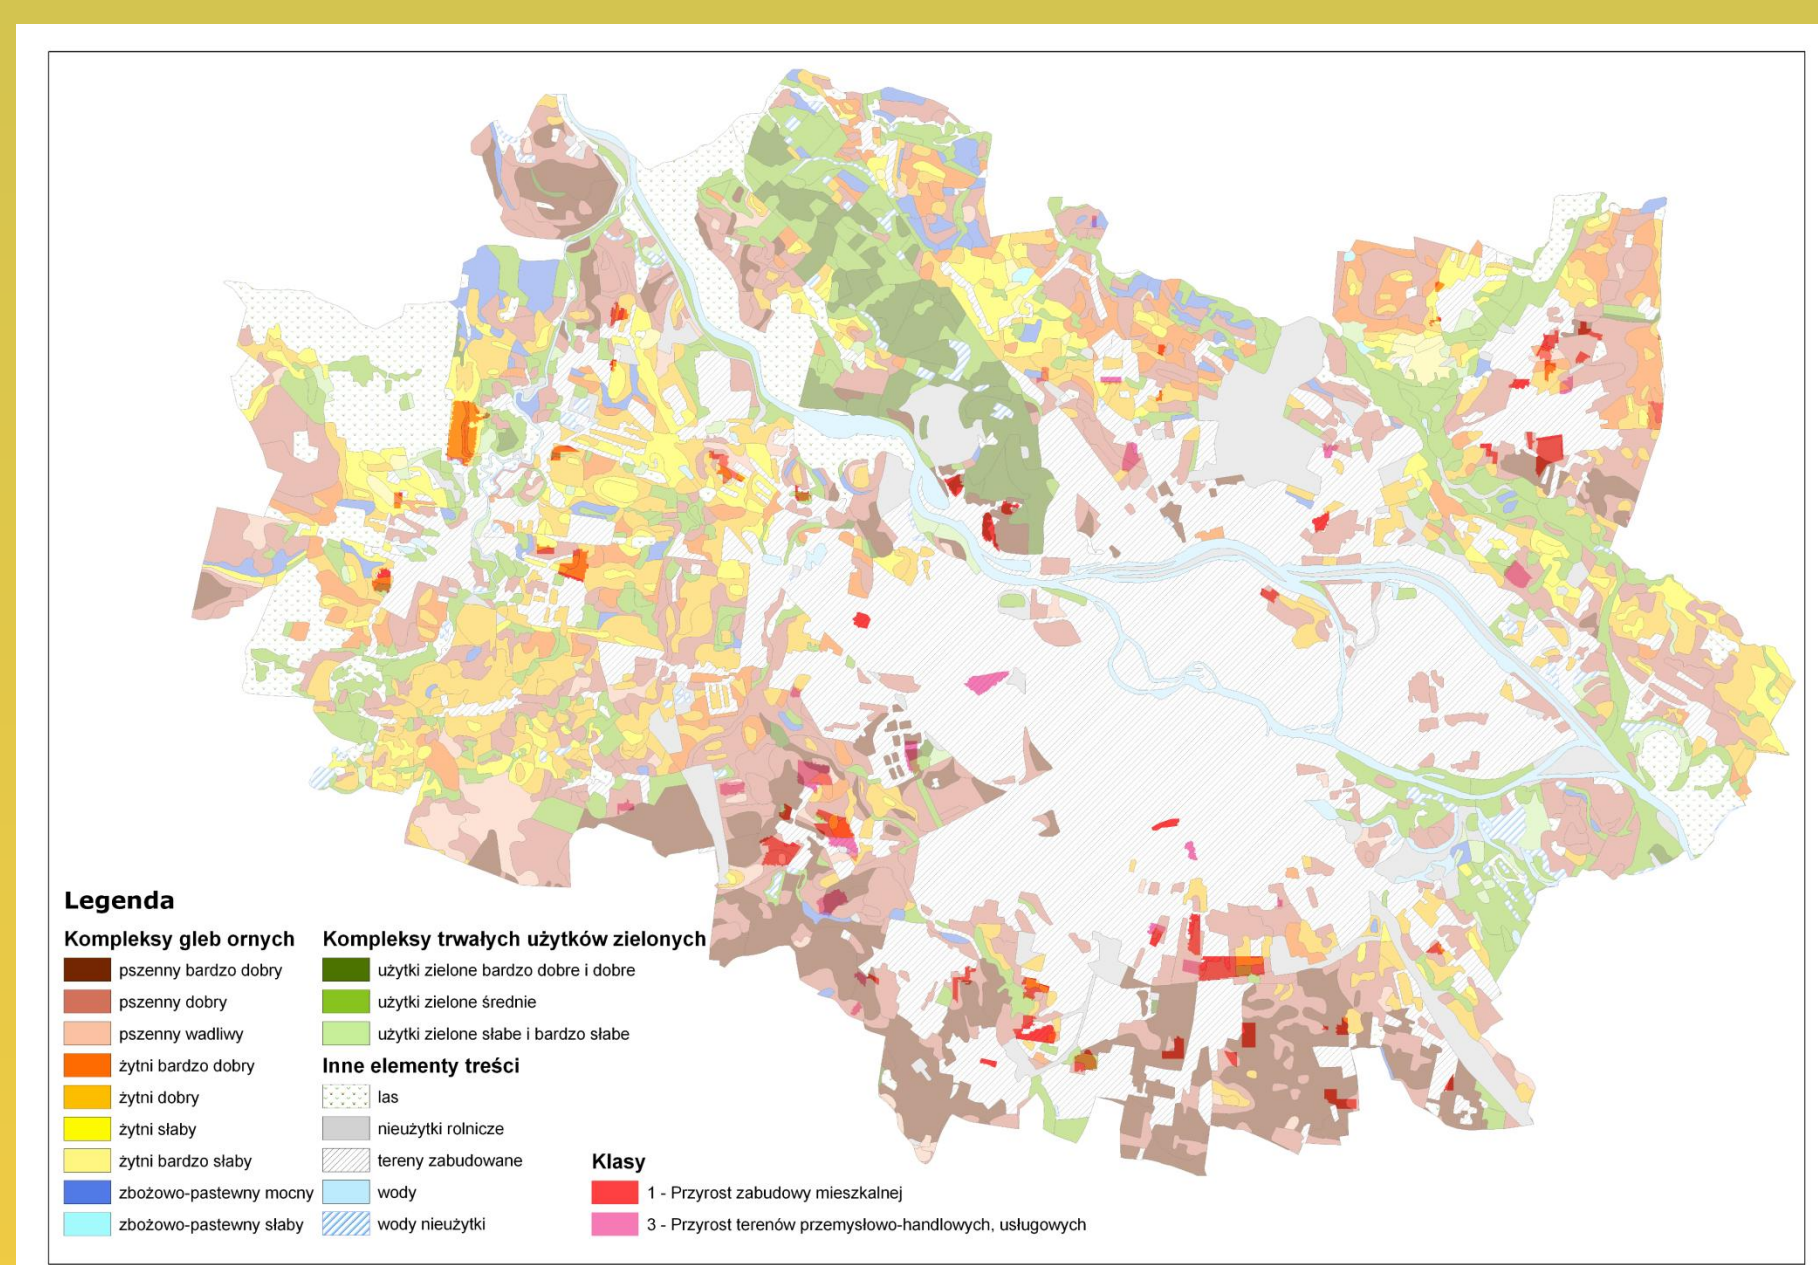 Legenda
Kompleksy gleb ornych
pszenny bardzo dobry
pszenny dobry
pszenny wadliwy
żytni bardzo dobry
żytni dobry
żytni słaby
żytni bardzo słaby
zbożowo-pastewny mocny
zbożowo-pastewny słaby
Kompleksy trwałych użytków zielonych
użytki zielone bardzo dobre i dobre
użytki zielone średnie
użytki zielone słabe i bardzo słabe
Inne elementy treści
las
nieużytki rolnicze
tereny zabudowane
wody
wody nieużytki
Klasy
1 - Przyrost zabudowy mieszkalnej
3 - Przyrost terenów przemysłowo-handlowych, usługowych